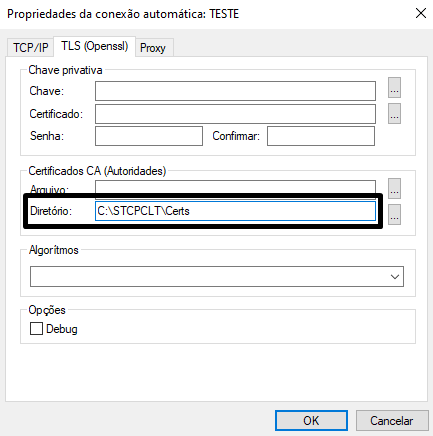 Propriedades da conexão automática: TESTE
TCP/IP TLS (Openssl) Proxy
Chave privativa
Chave: ...
Certificado: ...
Senha: Confirmar:
Certificados CA (Autoridades)
Arquivo: ...
Diretório: C:\STCPCLT\Certs ...
Algorítmos
Opções
Debug
OK Cancelar